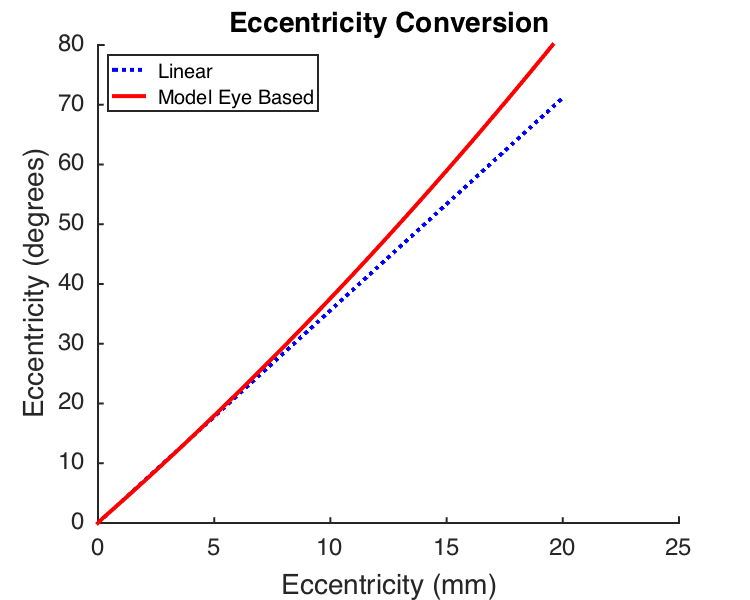 Eccentricity Conversion
80
70
60
50
40
30
20
10
0
Linear
Model Eye Based
Eccentricity (degrees)
0 5 10 15 20 25
Eccentricity (mm)